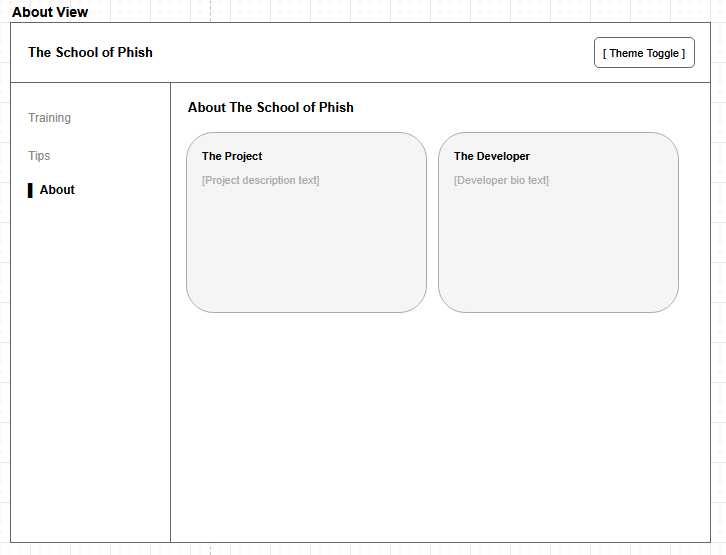 About View
The School of Phish
[ Theme Toggle ]
Training
Tips
About
About The School of Phish
The Project
[Project description text]
The Developer
[Developer bio text]